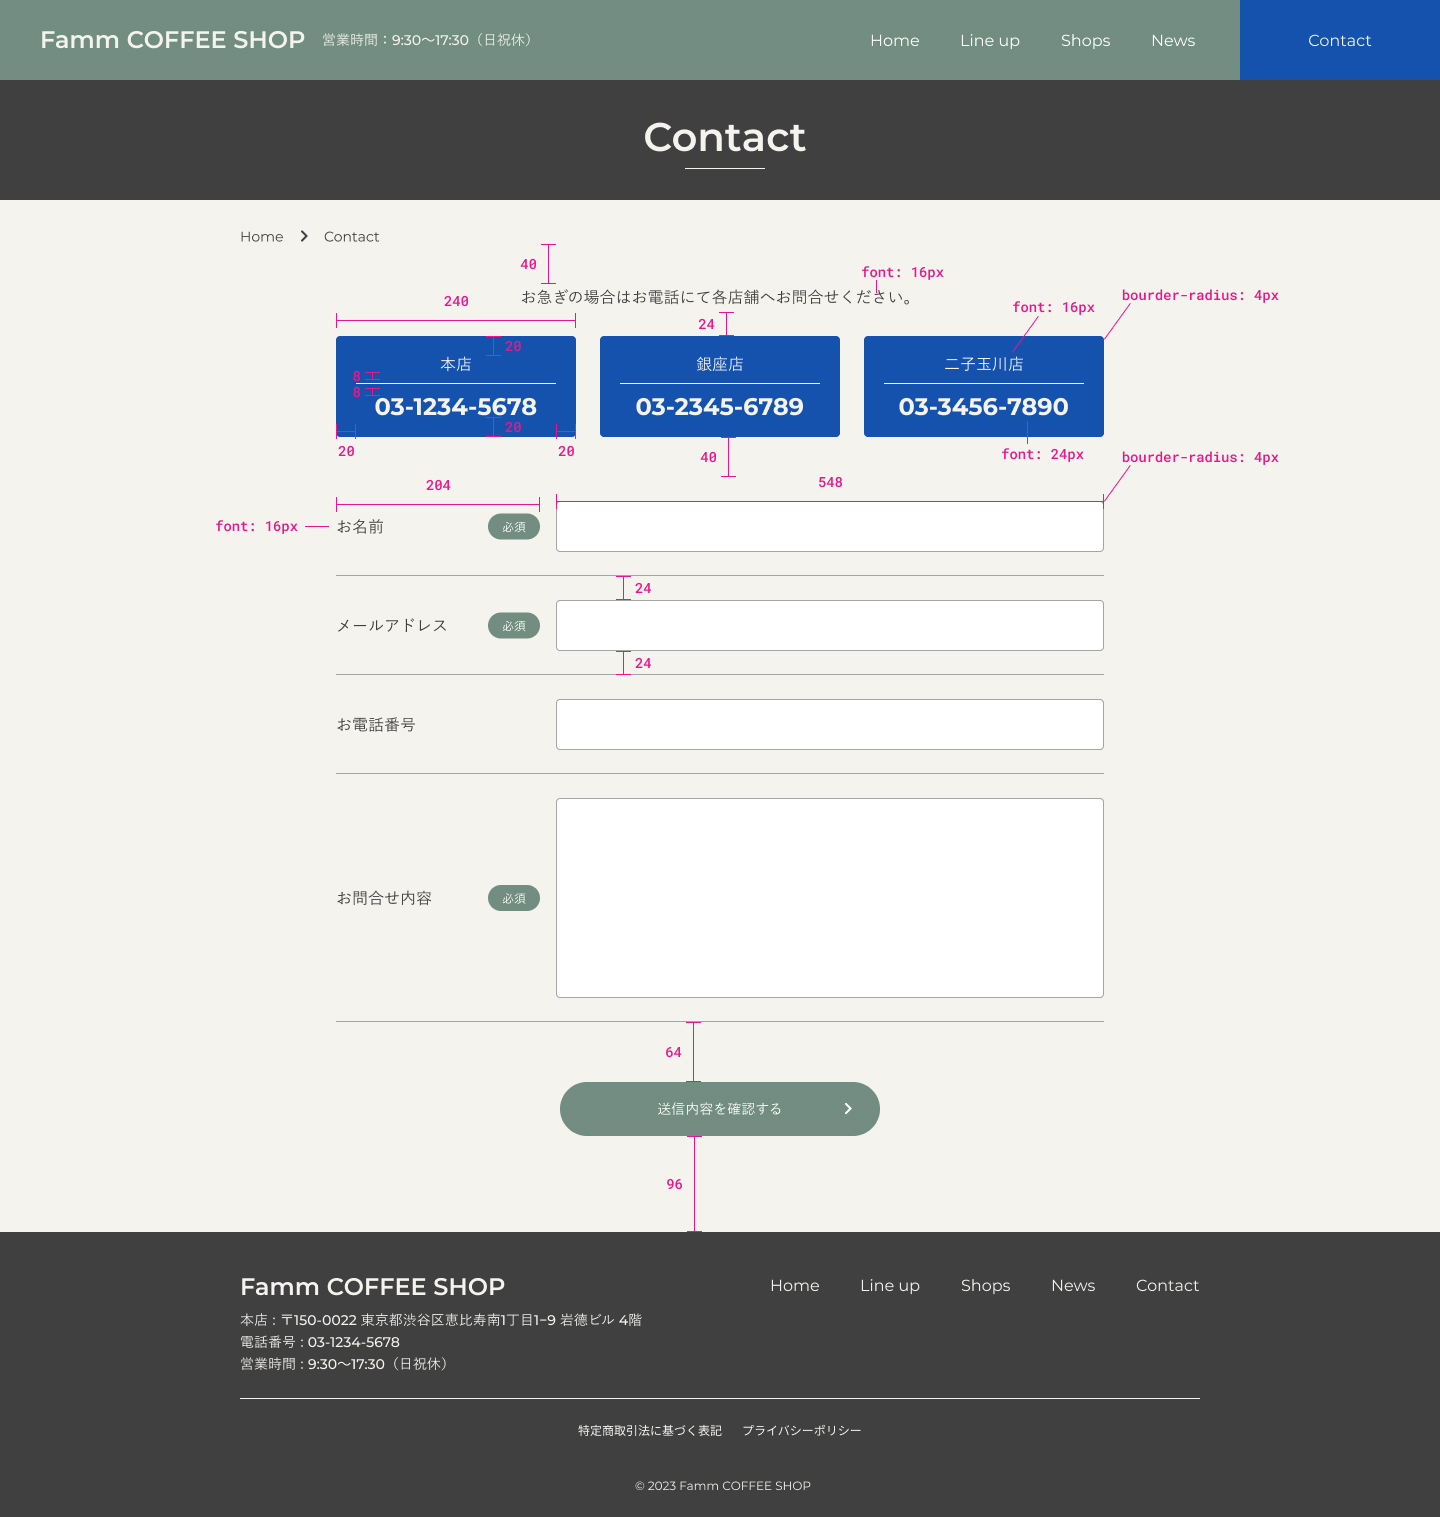 Famm COFFEE SHOP 営業時間：9:30〜17:30（日祝休） Home Line up Shops News Contact
Contact
Home Contact
40
font: 16px
お急ぎの場合はお電話にて各店舗へお問合せください。
240
24
font: 16px
bourder-radius: 4px
20
本店
8
8
03-1234-5678
20
20
20
銀座店
03-2345-6789
二子玉川店
03-3456-7890
40
font: 24px
bourder-radius: 4px
204
548
font: 16px
お名前 必須
24
メールアドレス 必須
24
お電話番号
お問合せ内容 必須
64
送信内容を確認する
96
Famm COFFEE SHOP
Home Line up Shops News Contact
本店 : 〒150-0022 東京都渋谷区恵比寿南1丁目1−9 岩德ビル 4階
電話番号 : 03-1234-5678
営業時間 : 9:30〜17:30（日祝休）
特定商取引法に基づく表記 プライバシーポリシー
© 2023 Famm COFFEE SHOP